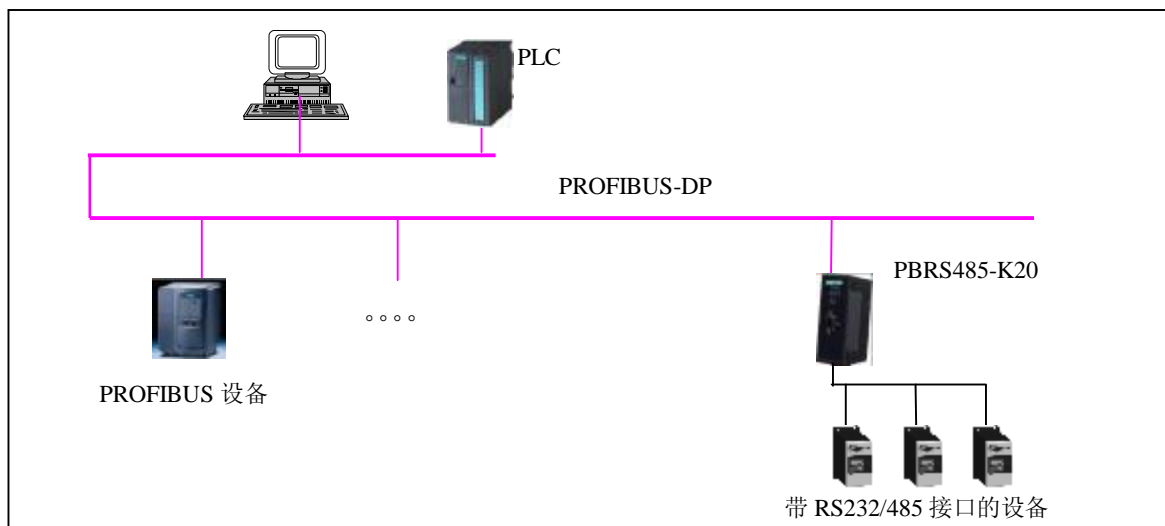 PLC
PROFIBUS-DP
PBRS485-K20
。。。。
PROFIBUS 设备
带 RS232/485 接口的设备